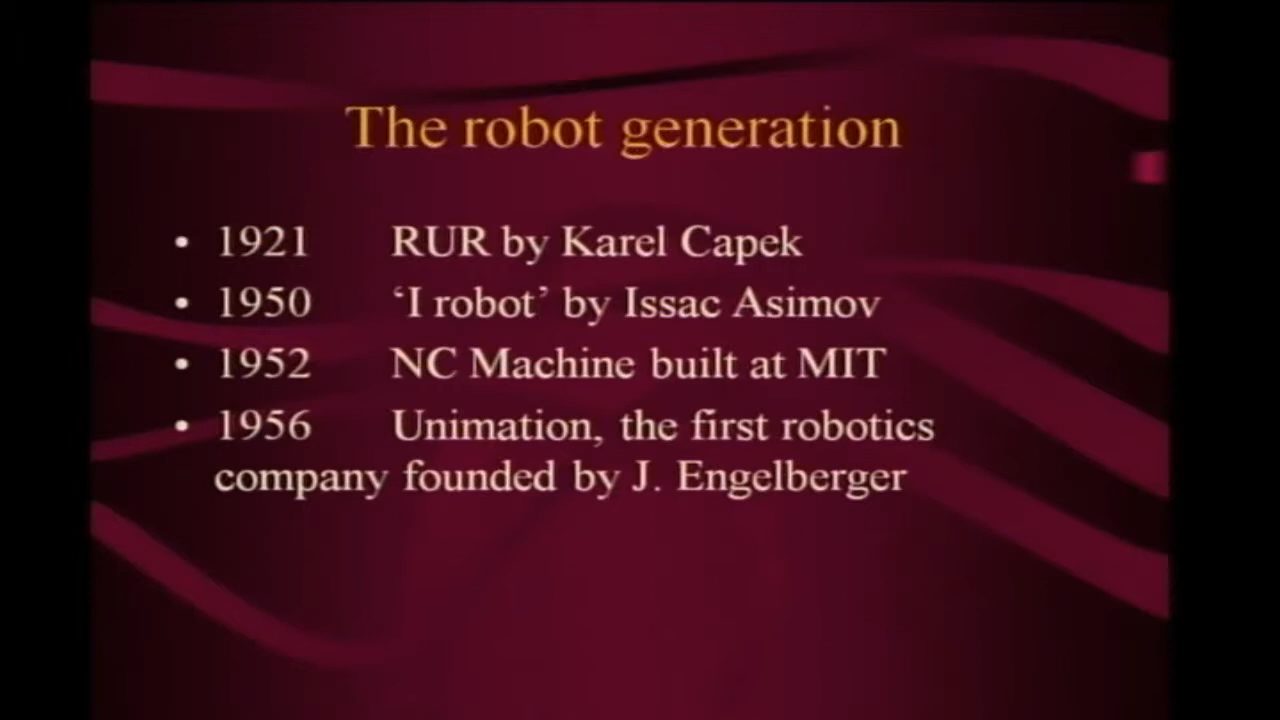 The robot generation
• 1921 RUR by Karel Capek
• 1950 ‘I robot’ by Issac Asimov
• 1952 NC Machine built at MIT
• 1956 Unimation, the first robotics
company founded by J. Engelberger